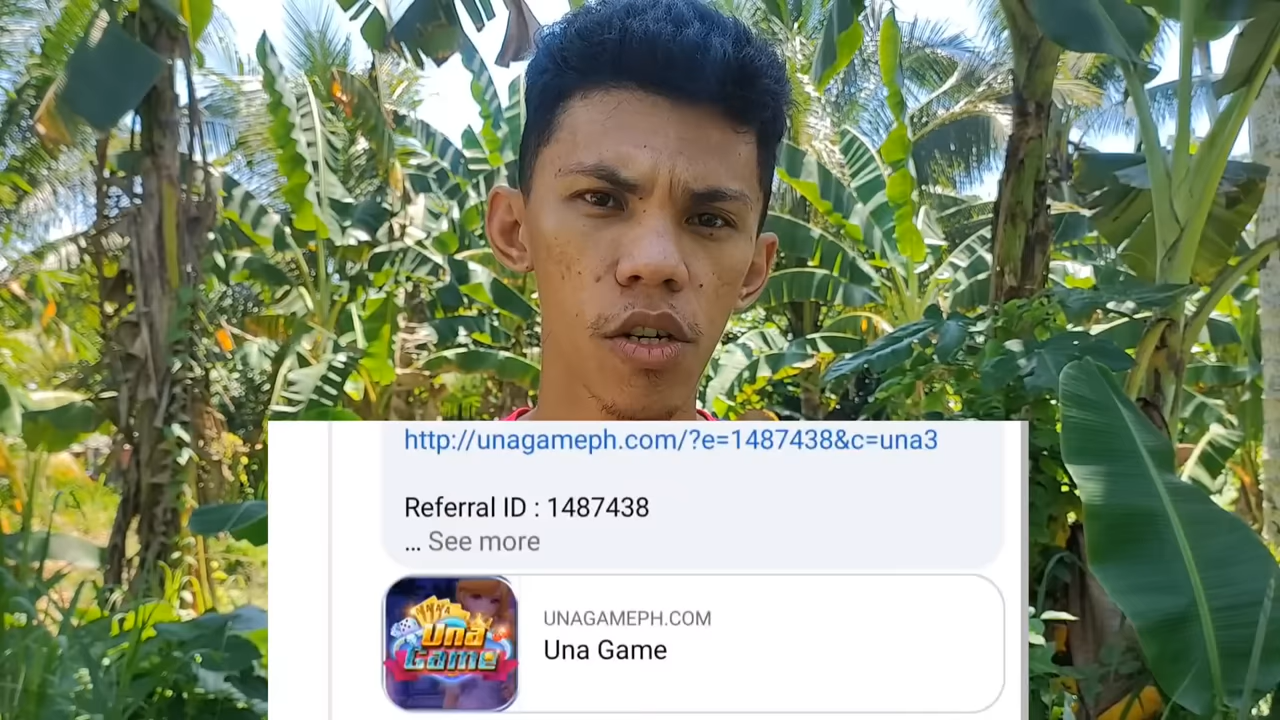 http://unagameph.com/?e=1487438&c=una3
Referral ID : 1487438
... See more
UNAGAMEPH.COM
Una Game
Una
Game